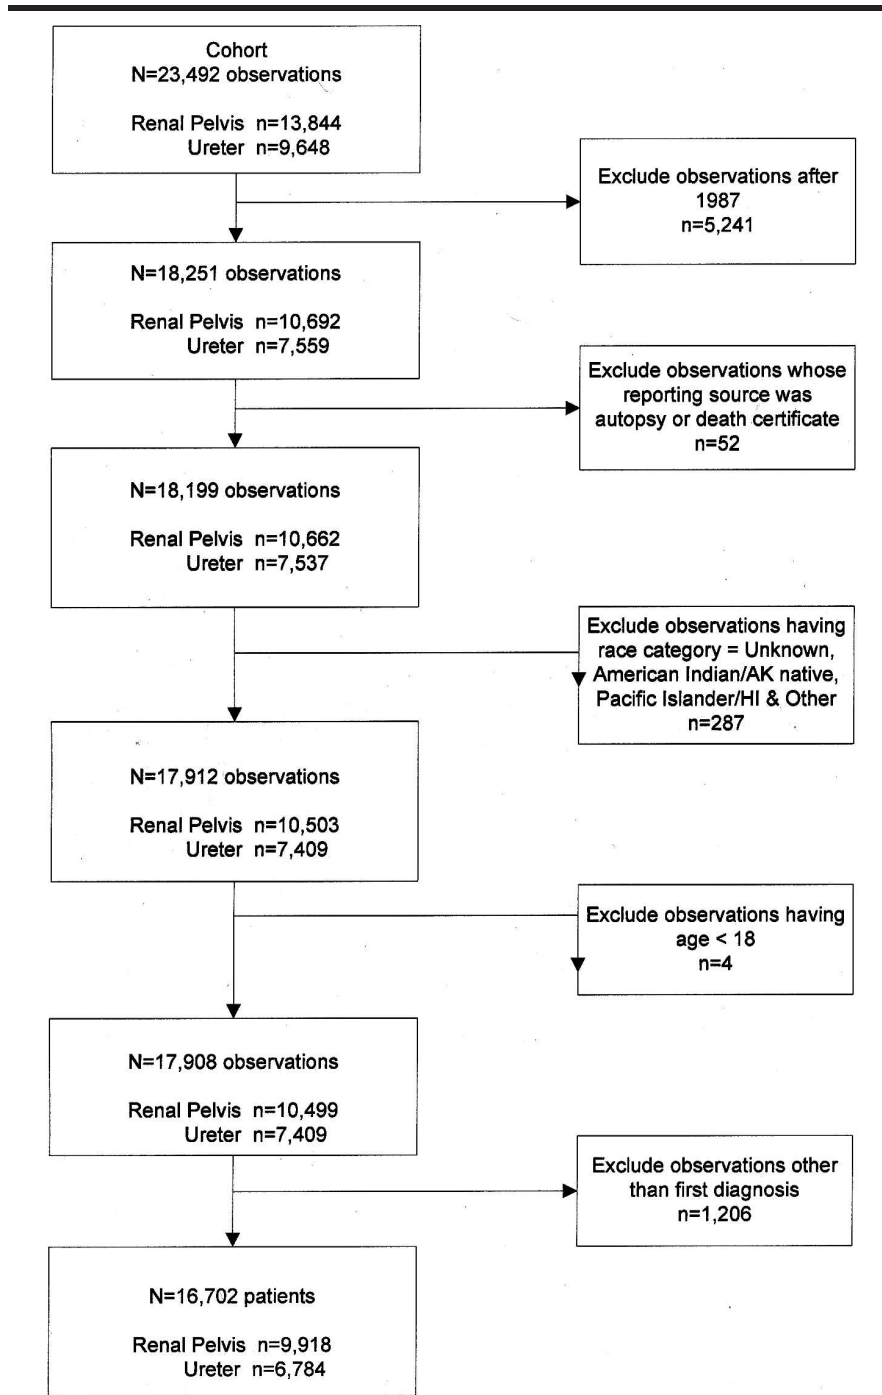 Cohort
N=23,492 observations
Renal Pelvis n=13,844
Ureter n=9,648
Exclude observations after
1987
n=5,241
N=18,251 observations
Renal Pelvis n=10,692
Ureter n=7,559
Exclude observations whose
reporting source was
autopsy or death certificate
n=52
N=18,199 observations
Renal Pelvis n=10,662
Ureter n=7,537
Exclude observations having
race category = Unknown,
American Indian/AK native,
Pacific Islander/HI & Other
n=287
N=17,912 observations
Renal Pelvis n=10,503
Ureter n=7,409
Exclude observations having
age < 18
n=4
N=17,908 observations
Renal Pelvis n=10,499
Ureter n=7,409
Exclude observations other
than first diagnosis
n=1,206
N=16,702 patients
Renal Pelvis n=9,918
Ureter n=6,784